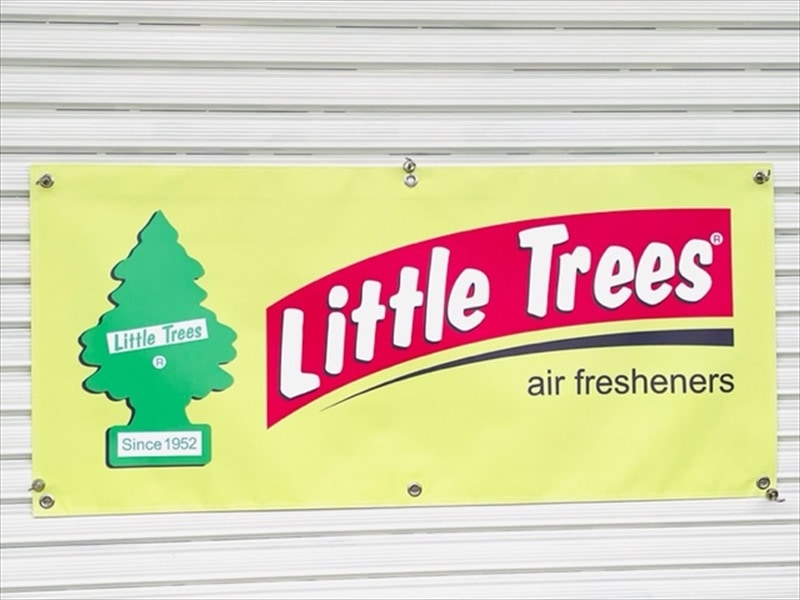 Little Trees
®
Since 1952
Little Trees®
air fresheners